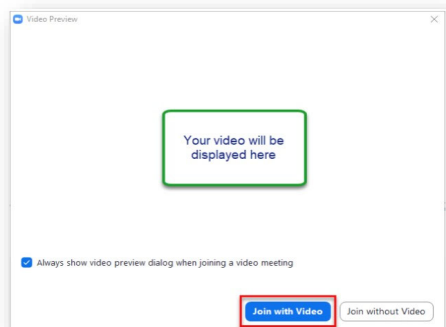 Video Preview
Your video will be
displayed here
Always show video preview dialog when joining a video meeting
Join with Video
Join without Video